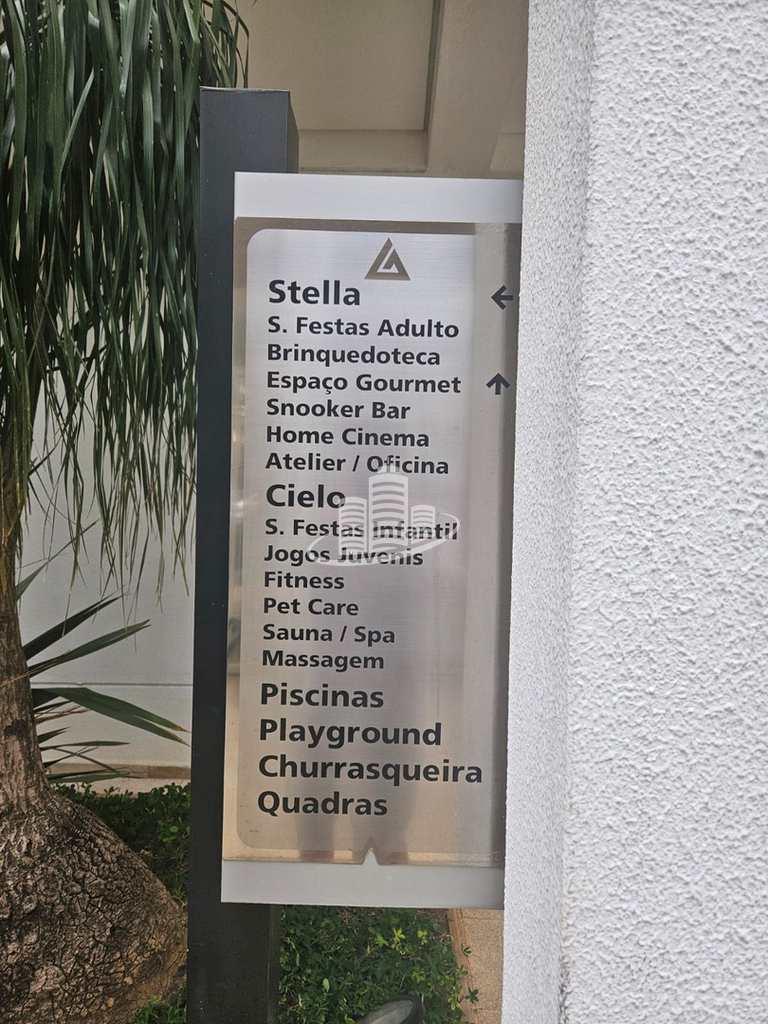 Stella
S. Festas Adulto
Brinquedoteca
Espaço Gourmet
Snooker Bar
Home Cinema
Atelier / Oficina
Cielo
S. Festas Infantil
Jogos Juvenis
Fitness
Pet Care
Sauna / Spa
Massagem
Piscinas
Playground
Churrasqueira
Quadras